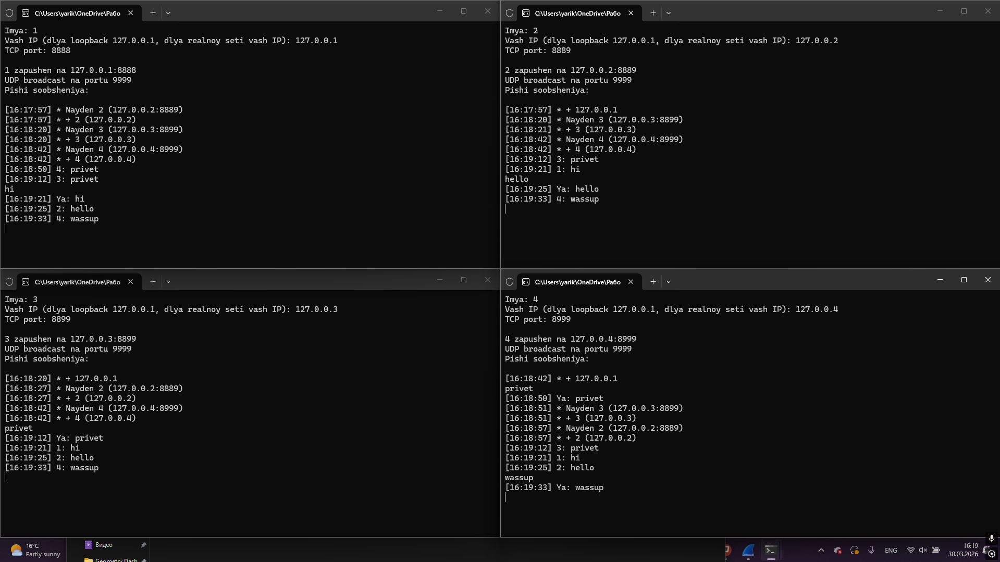 C:\Users\yarik\OneDrive\Рабо
Imya: 1
Vash IP (dlya loopback 127.0.0.1, dlya realnoy seti vash IP): 127.0.0.1
TCP port: 8888
1 zapushen na 127.0.0.1:8888
UDP broadcast na portu 9999
Pishi soobsheniya:
[16:17:57] * Nayden 2 (127.0.0.2:8889)
[16:17:57] * + 2 (127.0.0.2)
[16:18:20] * Nayden 3 (127.0.0.3:8899)
[16:18:20] * + 3 (127.0.0.3)
[16:18:42] * Nayden 4 (127.0.0.4:8999)
[16:18:42] * + 4 (127.0.0.4)
[16:18:50] 4: privet
[16:19:12] 3: privet
hi
[16:19:21] Ya: hi
[16:19:25] 2: hello
[16:19:33] 4: wassup
C:\Users\yarik\OneDrive\Рабо
Imya: 2
Vash IP (dlya loopback 127.0.0.1, dlya realnoy seti vash IP): 127.0.0.2
TCP port: 8889
2 zapushen na 127.0.0.2:8889
UDP broadcast na portu 9999
Pishi soobsheniya:
[16:17:57] * + 127.0.0.1
[16:18:20] * Nayden 3 (127.0.0.3:8899)
[16:18:21] * + 3 (127.0.0.3)
[16:18:42] * Nayden 4 (127.0.0.4:8999)
[16:18:42] * + 4 (127.0.0.4)
[16:19:12] 3: privet
[16:19:21] 1: hi
hello
[16:19:25] Ya: hello
[16:19:33] 4: wassup
C:\Users\yarik\OneDrive\Рабо
Imya: 3
Vash IP (dlya loopback 127.0.0.1, dlya realnoy seti vash IP): 127.0.0.3
TCP port: 8899
3 zapushen na 127.0.0.3:8899
UDP broadcast na portu 9999
Pishi soobsheniya:
[16:18:20] * + 127.0.0.1
[16:18:27] * Nayden 2 (127.0.0.2:8889)
[16:18:27] * + 2 (127.0.0.2)
[16:18:42] * Nayden 4 (127.0.0.4:8999)
[16:18:42] * + 4 (127.0.0.4)
privet
[16:19:12] Ya: privet
[16:19:21] 1: hi
[16:19:25] 2: hello
[16:19:33] 4: wassup
C:\Users\yarik\OneDrive\Рабо
Imya: 4
Vash IP (dlya loopback 127.0.0.1, dlya realnoy seti vash IP): 127.0.0.4
TCP port: 8999
4 zapushen na 127.0.0.4:8999
UDP broadcast na portu 9999
Pishi soobsheniya:
[16:18:42] * + 127.0.0.1
privet
[16:18:50] Ya: privet
[16:18:51] * Nayden 3 (127.0.0.3:8899)
[16:18:51] * + 3 (127.0.0.3)
[16:18:57] * Nayden 2 (127.0.0.2:8889)
[16:18:57] * + 2 (127.0.0.2)
[16:19:12] 3: privet
[16:19:21] 1: hi
[16:19:25] 2: hello
wassup
[16:19:33] Ya: wassup
16°C
Partly sunny
Видео
Geometry Dash
ENG
16:19
30.03.2026